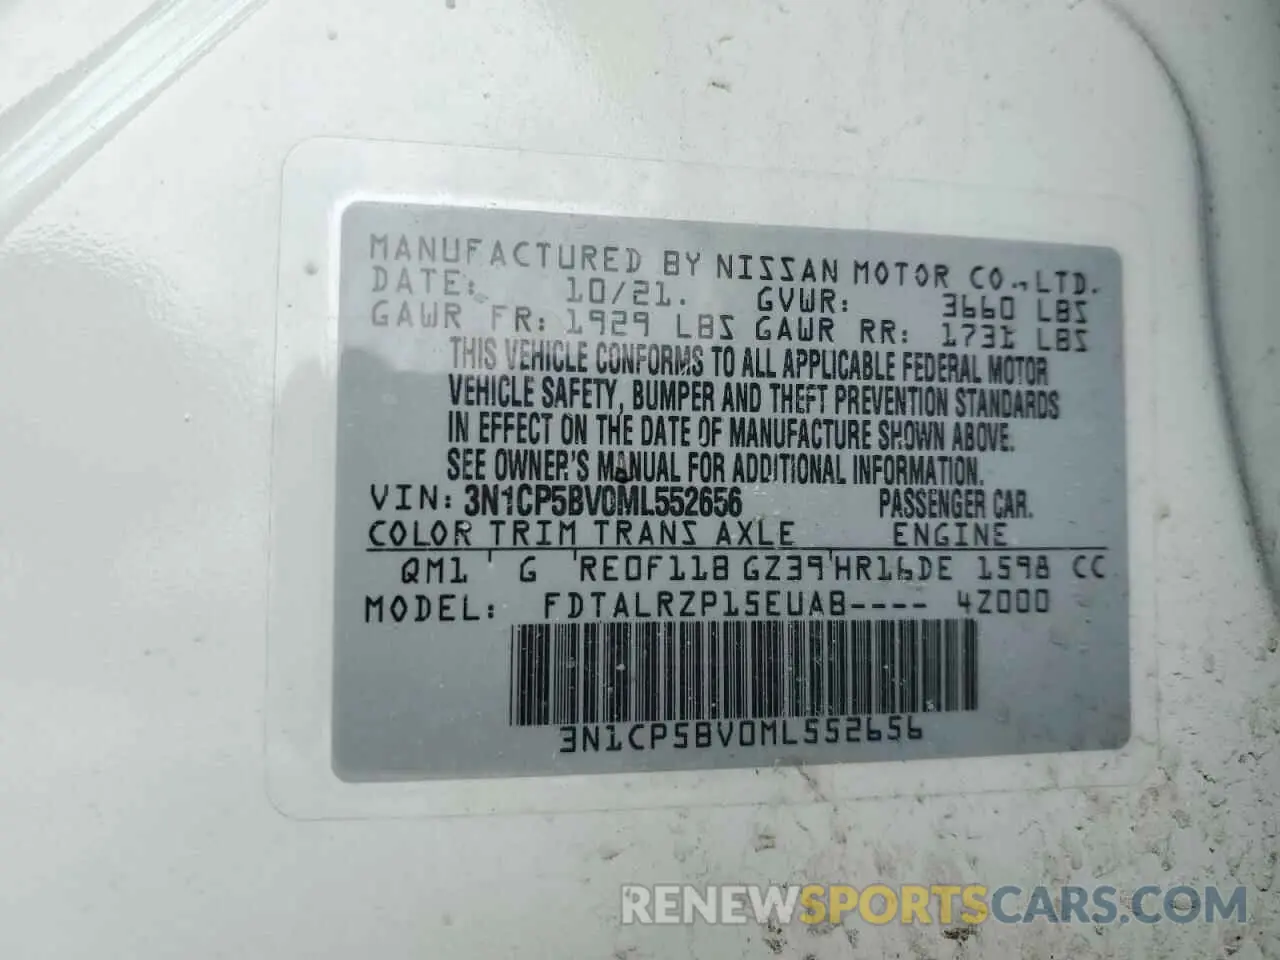 MANUFACTURED BY NISSAN MOTOR CO., LTD.
DATE: 10/21. GVWR: 3660 LBS
GAWR FR: 1929 LBS GAWR RR: 1731 LBS
THIS VEHICLE CONFORMS TO ALL APPLICABLE FEDERAL MOTOR
VEHICLE SAFETY, BUMPER AND THEFT PREVENTION STANDARDS
IN EFFECT ON THE DATE OF MANUFACTURE SHOWN ABOVE.
SEE OWNER'S MANUAL FOR ADDITIONAL INFORMATION.
VIN: 3N1CP5BV0ML552656 PASSENGER CAR.
COLOR TRIM TRANS AXLE ENGINE
QM1 G RE0F11B GZ39 HR16DE 1598 CC
MODEL: FDTALRZP15EUAB---- 4Z000
3N1CP5BV0ML552656
RENEWSPORTSCARS.COM